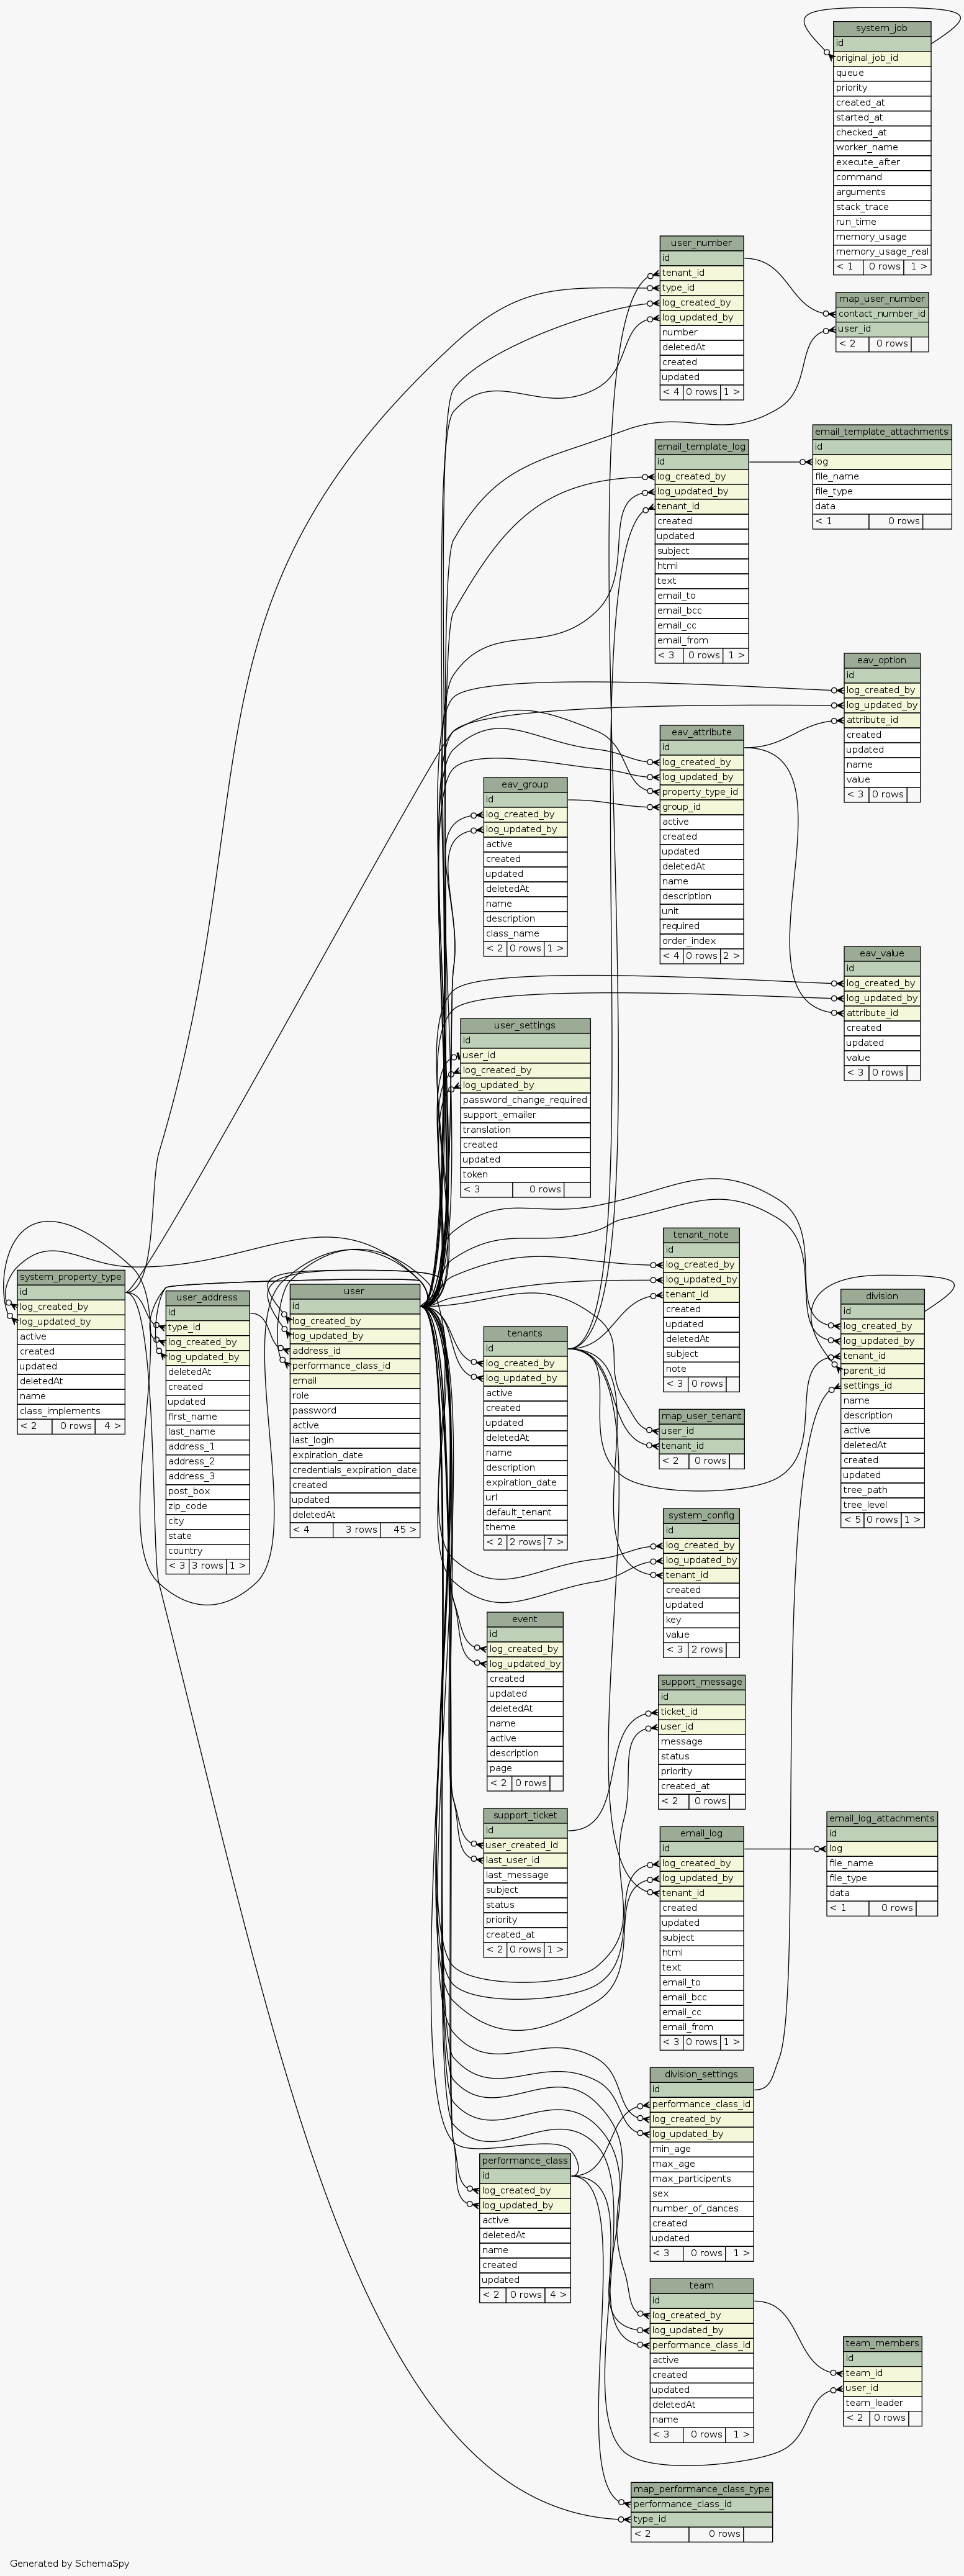 system_job
id
original_job_id
queue
priority
created_at
started_at
checked_at
worker_name
execute_after
command
arguments
stack_trace
run_time
memory_usage
memory_usage_real
< 1 0 rows 1 >
user_number
id
tenant_id
type_id
log_created_by
log_updated_by
number
deletedAt
created
updated
< 4 0 rows 1 >
map_user_number
contact_number_id
user_id
< 2 0 rows
email_template_log
id
log_created_by
log_updated_by
tenant_id
created
updated
subject
html
text
email_to
email_bcc
email_cc
email_from
< 3 0 rows 1 >
email_template_attachments
id
log
file_name
file_type
data
< 1 0 rows
eav_option
id
log_created_by
log_updated_by
attribute_id
created
updated
name
value
< 3 0 rows
eav_attribute
id
log_created_by
log_updated_by
property_type_id
group_id
active
created
updated
deletedAt
name
description
unit
required
order_index
< 4 0 rows 2 >
eav_group
id
log_created_by
log_updated_by
active
created
updated
deletedAt
name
description
class_name
< 2 0 rows 1 >
eav_value
id
log_created_by
log_updated_by
attribute_id
created
updated
value
< 3 0 rows
user_settings
id
user_id
log_created_by
log_updated_by
password_change_required
support_emailer
translation
created
updated
token
< 3 0 rows
system_property_type
id
log_created_by
log_updated_by
active
created
updated
deletedAt
name
class_implements
< 2 0 rows 4 >
user_address
id
type_id
log_created_by
log_updated_by
deletedAt
created
updated
first_name
last_name
address_1
address_2
address_3
post_box
zip_code
city
state
country
< 3 3 rows 1 >
user
id
log_created_by
log_updated_by
address_id
performance_class_id
email
role
password
active
last_login
expiration_date
credentials_expiration_date
created
updated
deletedAt
< 4 3 rows 45 >
tenants
id
log_created_by
log_updated_by
active
created
updated
deletedAt
name
description
expiration_date
url
default_tenant
theme
< 2 2 rows 7 >
tenant_note
id
log_created_by
log_updated_by
tenant_id
created
updated
deletedAt
subject
note
< 3 0 rows
map_user_tenant
user_id
tenant_id
< 2 0 rows
division
id
log_created_by
log_updated_by
tenant_id
parent_id
settings_id
name
description
active
deletedAt
created
updated
tree_path
tree_level
< 5 0 rows 1 >
system_config
id
log_created_by
log_updated_by
tenant_id
created
updated
key
value
< 3 2 rows
event
id
log_created_by
log_updated_by
created
updated
deletedAt
name
active
description
page
< 2 0 rows
support_message
id
ticket_id
user_id
message
status
priority
created_at
< 2 0 rows
support_ticket
id
user_created_id
last_user_id
last_message
subject
status
priority
created_at
< 2 0 rows 1 >
email_log
id
log_created_by
log_updated_by
tenant_id
created
updated
subject
html
text
email_to
email_bcc
email_cc
email_from
< 3 0 rows 1 >
email_log_attachments
id
log
file_name
file_type
data
< 1 0 rows
division_settings
id
performance_class_id
log_created_by
log_updated_by
min_age
max_age
max_participants
sex
number_of_dances
created
updated
< 3 0 rows 1 >
performance_class
id
log_created_by
log_updated_by
active
deletedAt
name
created
updated
< 2 0 rows 4 >
team
id
log_created_by
log_updated_by
performance_class_id
active
created
updated
deletedAt
name
< 3 0 rows 1 >
team_members
id
team_id
user_id
team_leader
< 2 0 rows
map_performance_class_type
performance_class_id
type_id
< 2 0 rows
Generated by SchemaSpy